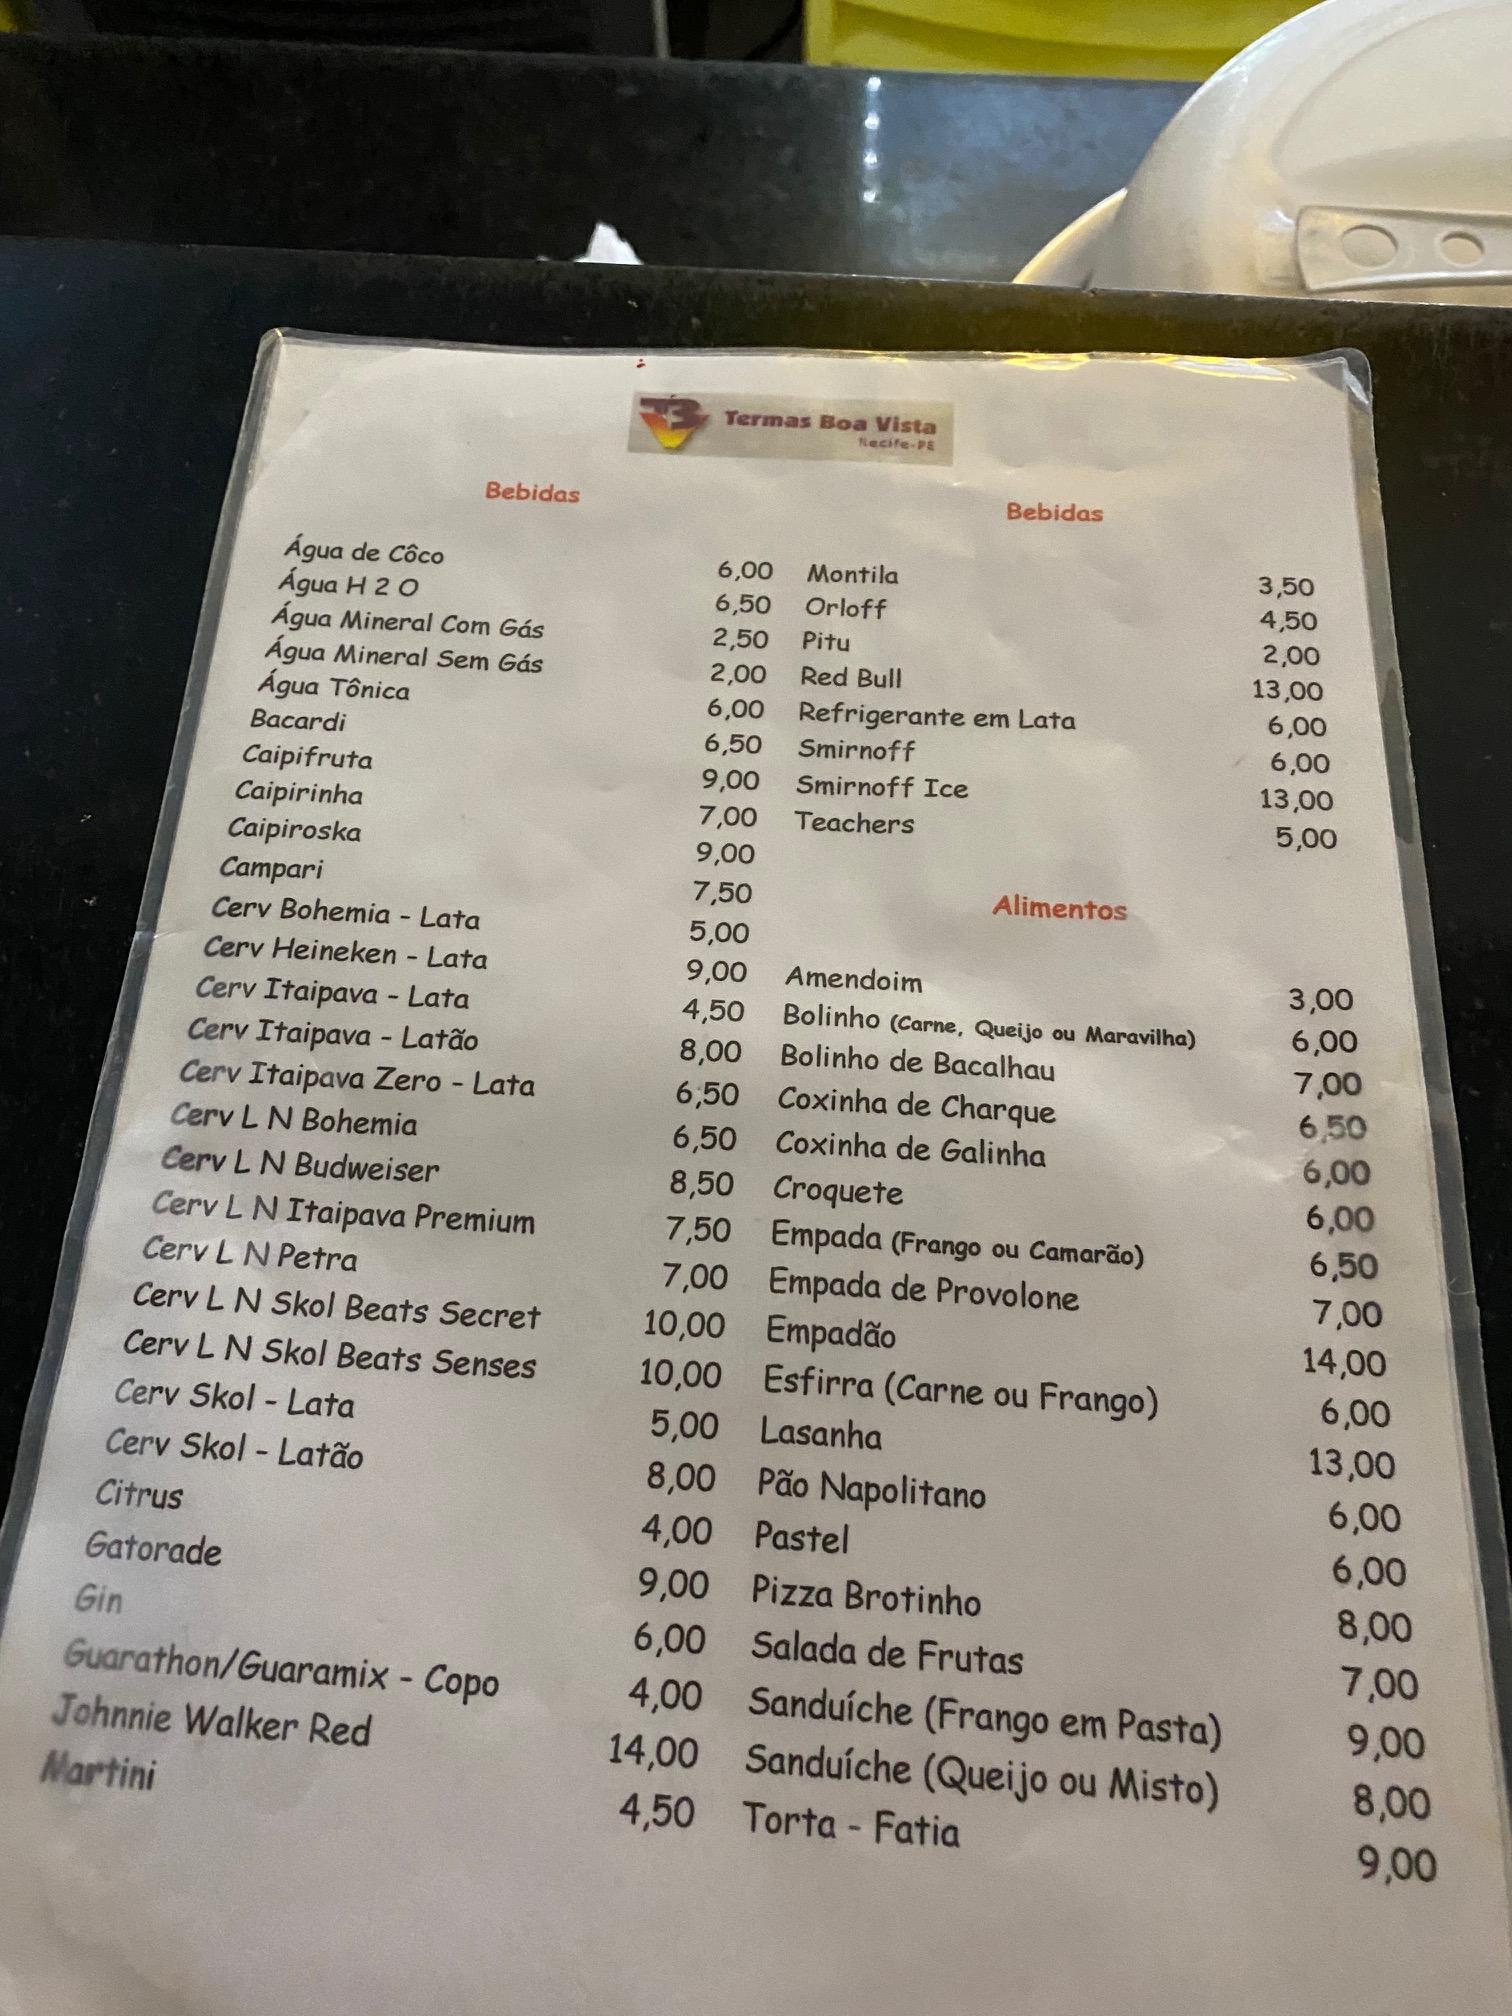 TB
Termas Boa Vista
Recife-PE
Bebidas
Água de Côco 6,00
Água H 2 O 6,50
Água Mineral Com Gás 2,50
Água Mineral Sem Gás 2,00
Água Tônica 6,00
Bacardi 6,50
Caipifruta 9,00
Caipirinha 7,00
Caipiroska 9,00
Campari 7,50
Cerv Bohemia - Lata 5,00
Cerv Heineken - Lata 9,00
Cerv Itaipava - Lata 4,50
Cerv Itaipava - Latão 8,00
Cerv Itaipava Zero - Lata 6,50
Cerv L N Bohemia 6,50
Cerv L N Budweiser 8,50
Cerv L N Itaipava Premium 7,50
Cerv L N Petra 7,00
Cerv L N Skol Beats Secret 10,00
Cerv L N Skol Beats Senses 10,00
Cerv Skol - Lata 5,00
Cerv Skol - Latão 8,00
Citrus 4,00
Gatorade 9,00
Gin 6,00
Guarathon/Guaramix - Copo 4,00
Johnnie Walker Red 14,00
Martini 4,50
Bebidas
Montila 3,50
Orloff 4,50
Pitu 2,00
Red Bull 13,00
Refrigerante em Lata 6,00
Smirnoff 6,00
Smirnoff Ice 13,00
Teachers 5,00
Alimentos
Amendoim 3,00
Bolinho (Carne, Queijo ou Maravilha) 6,00
Bolinho de Bacalhau 7,00
Coxinha de Charque 6,50
Coxinha de Galinha 6,00
Croquete 6,00
Empada (Frango ou Camarão) 6,50
Empada de Provolone 7,00
Empadão 14,00
Esfirra (Carne ou Frango) 6,00
Lasanha 13,00
Pão Napolitano 6,00
Pastel 6,00
Pizza Brotinho 8,00
Salada de Frutas 7,00
Sanduíche (Frango em Pasta) 9,00
Sanduíche (Queijo ou Misto) 8,00
Torta - Fatia 9,00